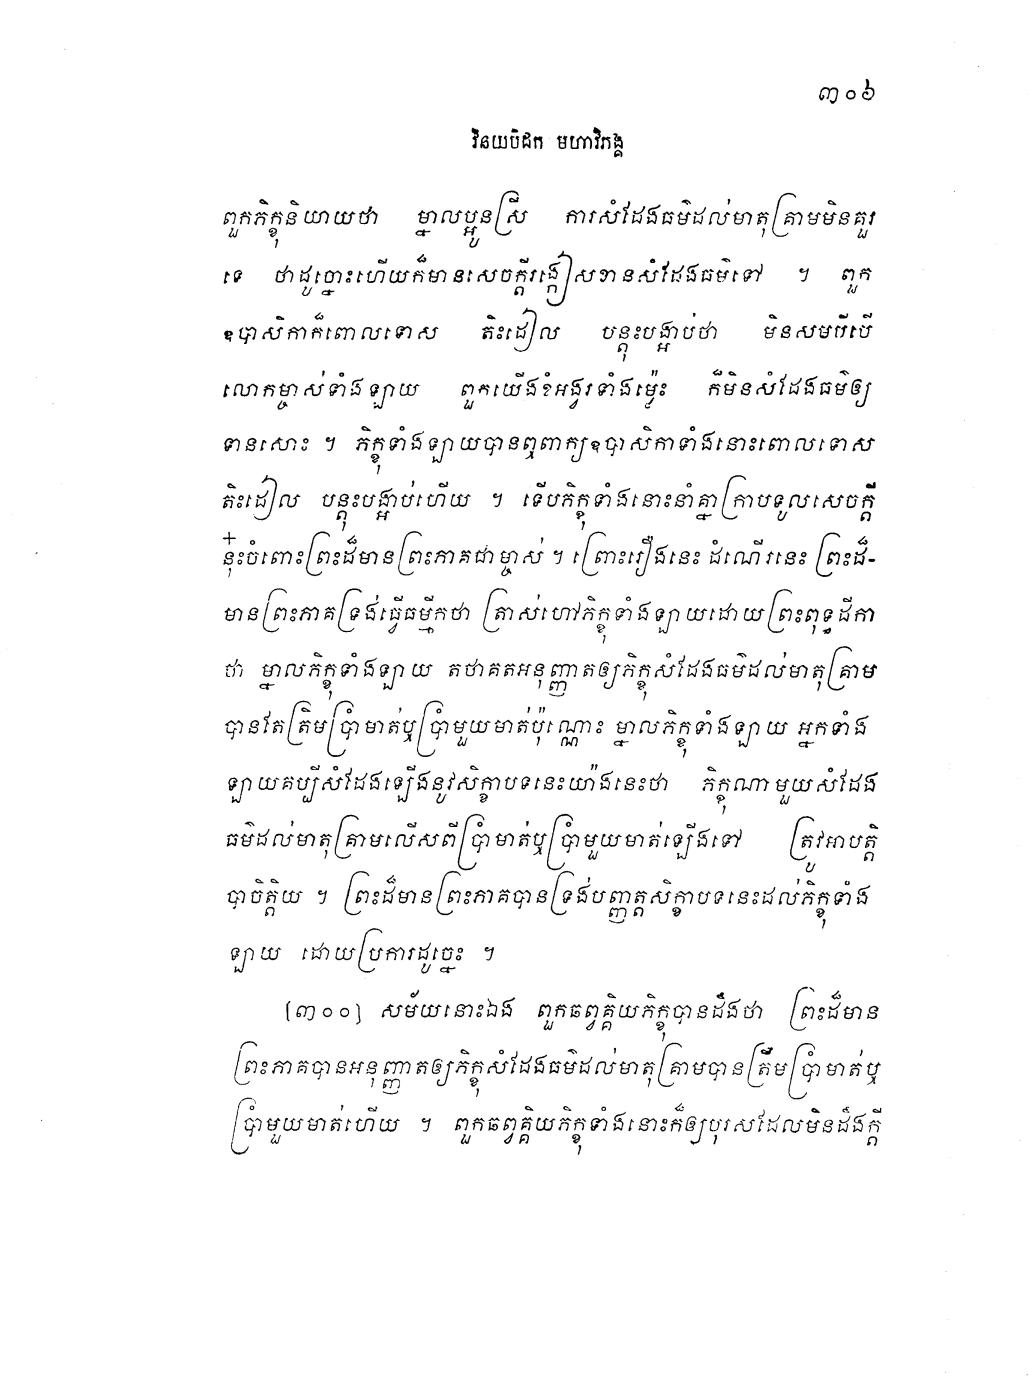 ៣០៦
វិនយបិដក មហាវិភង្គ
ពួកភិក្ខុនិយាយថា ម្នាលប្អូនស្រី ការសំដែងធម៌ដល់មាតុគ្រាមមិនគួរ
ទេ ថាដូច្នោះហើយក៏មានសេចក្តីរង្កៀសខានសំដែងធម៌ទៅ ។ ពួក
ឧបាសិកាក៏ពោលទោស តិះដៀល បន្តុះបង្អាប់ថា មិនសមបើបើ
លោកម្ចាស់ទាំងឡាយ ពួកយើងខំអង្វរទាំងម៉្លេះ ក៏មិនសំដែងធម៌ឲ្យ
ទានសោះ ។ ភិក្ខុទាំងឡាយបានឮពាក្យឧបាសិកាទាំងនោះពោលទោស
តិះដៀល បន្តុះបង្អាប់ហើយ ។ ទើបភិក្ខុទាំងនោះនាំគ្នាក្រាបទូលសេចក្តី
នុ៎ះចំពោះព្រះដ៏មានព្រះភាគជាម្ចាស់ ។ ព្រោះរឿងនេះ ដំណើរនេះ ព្រះដ៏-
មានព្រះភាគទ្រង់ធ្វើធម្មីកថា ត្រាស់ហៅភិក្ខុទាំងឡាយដោយព្រះពុទ្ធដីកា
ថា ម្នាលភិក្ខុទាំងឡាយ តថាគតអនុញ្ញាតឲ្យភិក្ខុសំដែងធម៌ដល់មាតុគ្រាម
បានតែត្រឹមប្រាំមាត់ឬប្រាំមួយមាត់ប៉ុណ្ណោះ ម្នាលភិក្ខុទាំងឡាយ អ្នកទាំង
ឡាយគប្បីសំដែងឡើងនូវសិក្ខាបទនេះយ៉ាងនេះថា ភិក្ខុណាមួយសំដែង
ធម៌ដល់មាតុគ្រាមលើសពីប្រាំមាត់ឬប្រាំមួយមាត់ឡើងទៅ ត្រូវអាបត្តិ
បាចិត្តិយ ។ ព្រះដ៏មានព្រះភាគបានទ្រង់បញ្ញត្តសិក្ខាបទនេះដល់ភិក្ខុទាំង
ឡាយ ដោយប្រការដូច្នេះ ។
[៣០០] សម័យនោះឯង ពួកឆព្វគ្គិយភិក្ខុបានដឹងថា ព្រះដ៏មាន
ព្រះភាគបានអនុញ្ញាតឲ្យភិក្ខុសំដែងធម៌ដល់មាតុគ្រាមបានត្រឹមប្រាំមាត់ឬ
ប្រាំមួយមាត់ហើយ ។ ពួកឆព្វគ្គិយភិក្ខុទាំងនោះក៏ឲ្យបុរសដែលមិនដឹងក្តី